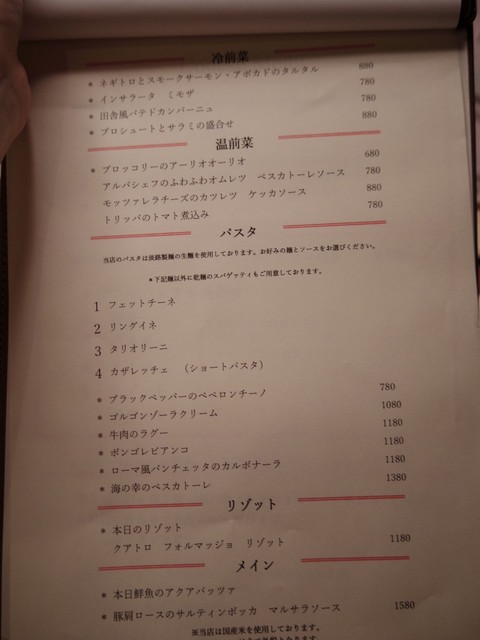 冷前菜
* ネギトロとスモークサーモン・アボカドのタルタル 880
* インサラータ ミモザ 780
* 田舎風パテドカンパーニュ 780
* プロシュートとサラミの盛合せ 880
温前菜
* ブロッコリーのアーリオオーリオ 680
アルバシェフのふわふわオムレツ ペスカトーレソース 780
モッツァレラチーズのカツレツ ケッカソース 880
トリッパのトマト煮込み 780
パスタ
当店のパスタは淡路製麺の生麺を使用しております。お好みの麺とソースをお選びください。
*下記麺以外に乾麺のスパゲッティもご用意しております。
1 フェットチーネ
2 リングイネ
3 タリオリーニ
4 カザレッチェ (ショートパスタ)
* ブラックペッパーのペペロンチーノ 780
* ゴルゴンゾーラクリーム 1080
* 牛肉のラグー 1180
* ボンゴレビアンコ 1180
* ローマ風パンチェッタのカルボナーラ 1180
* 海の幸のペスカトーレ 1380
リゾット
* 本日のリゾット
クアトロ フォルマッジョ リゾット 1180
メイン
* 本日鮮魚のアクアパッツァ
* 豚肩ロースのサルティンボッカ マルサラソース 1580
※当店は国産米を使用しております。